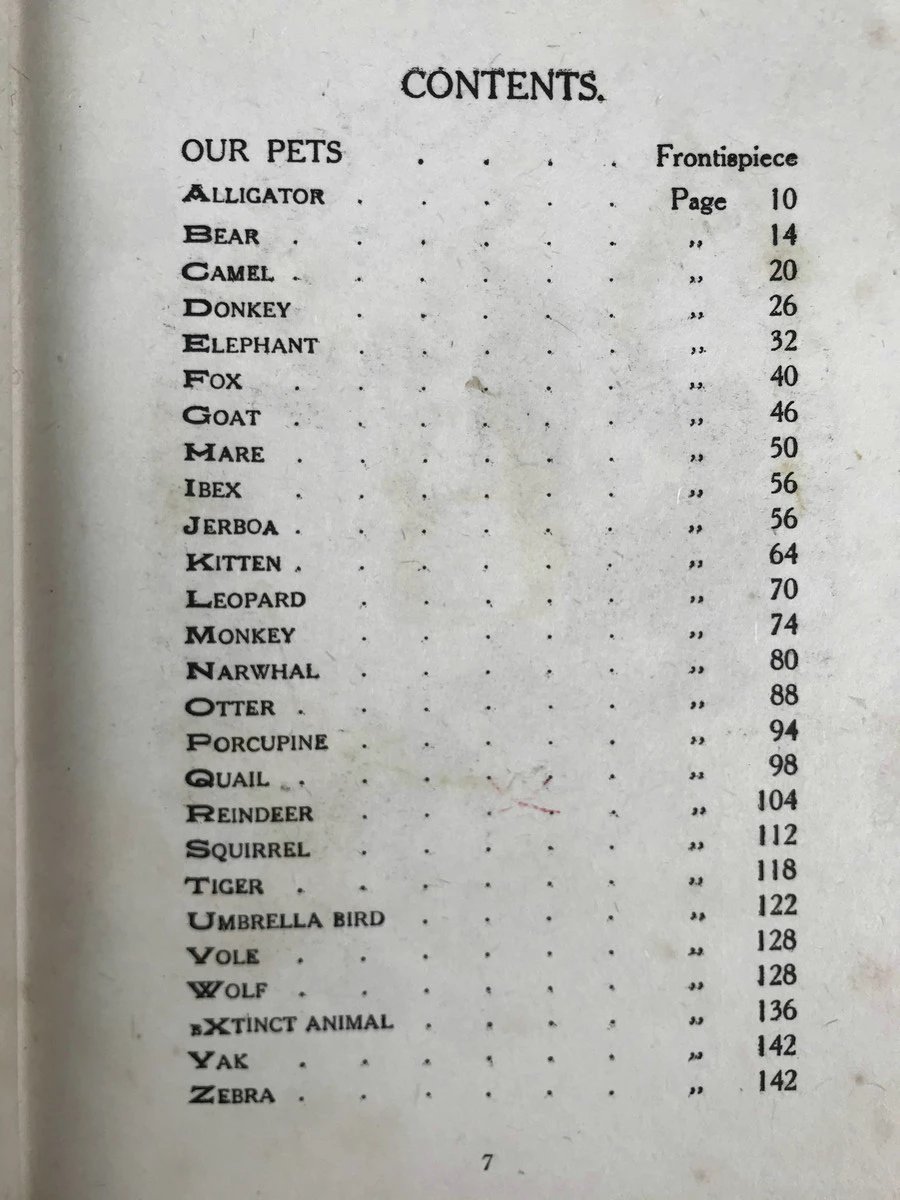 CONTENTS.
OUR PETS . . . . Frontispiece
ALLIGATOR . . . . . Page 10
BEAR . . . . . . „ 14
CAMEL . . . . . . „ 20
DONKEY . . . . . „ 26
ELEPHANT . . . . . „ 32
FOX . . . . . . „ 40
GOAT . . . . . . „ 46
MARE . . . . . . „ 50
IBEX . . . . . . „ 56
JERBOA . . . . . . „ 56
KITTEN . . . . . . „ 64
LEOPARD . . . . . „ 70
MONKEY . . . . . „ 74
NARWHAL . . . . . „ 80
OTTER . . . . . . „ 88
PORCUPINE . . . . . „ 94
QUAIL . . . . . . „ 98
REINDEER . . . . . „ 104
SQUIRREL . . . . . „ 112
TIGER . . . . . . „ 118
UMBRELLA BIRD . . . . „ 122
VOLE . . . . . . „ 128
WOLF . . . . . . „ 128
EXTINCT ANIMAL . . . . „ 136
YAK . . . . . . „ 142
ZEBRA . . . . . . „ 142
7